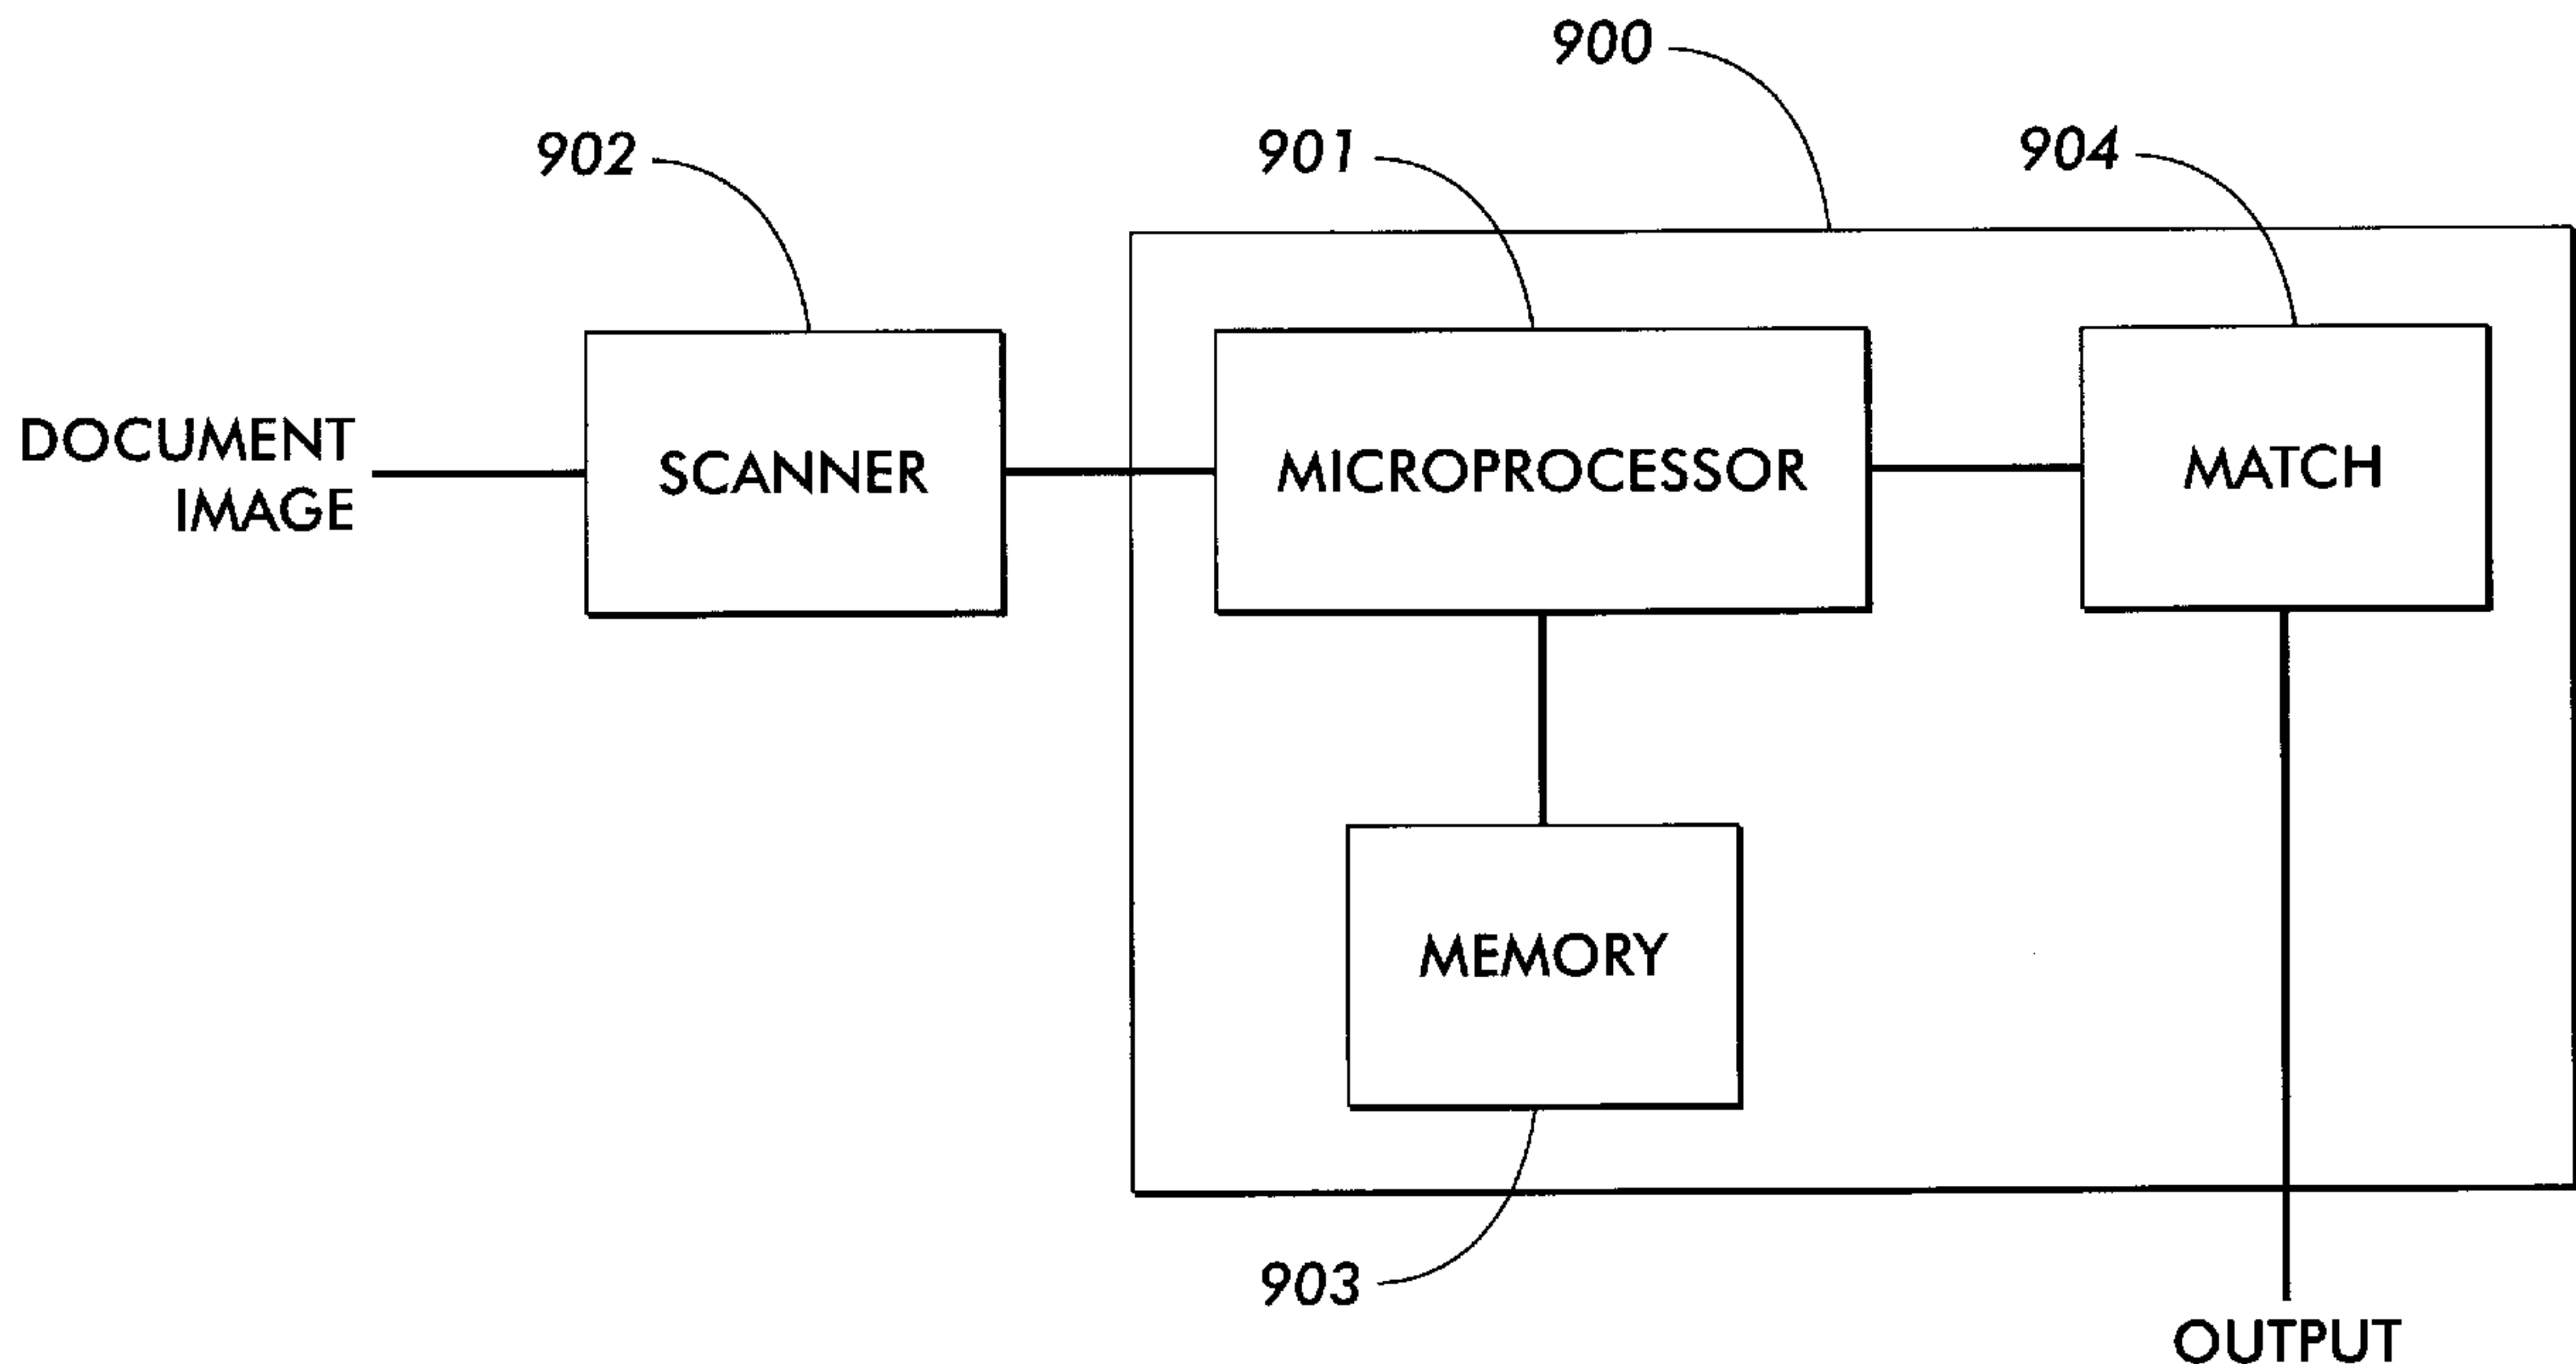 900
902
901
904
DOCUMENT
IMAGE
SCANNER
MICROPROCESSOR
MATCH
MEMORY
903
OUTPUT